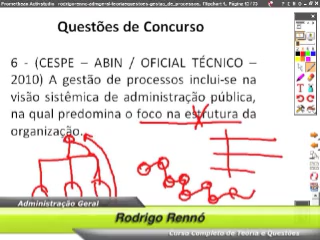 Questões de Concurso
6 - (CESPE – ABIN / OFICIAL TÉCNICO –
2010) A gestão de processos inclui-se na
visão sistêmica de administração pública,
na qual predomina o foco na estrutura da
organização.
Administração Geral
Rodrigo Rennó
Curso Completo de Teoria e Questões